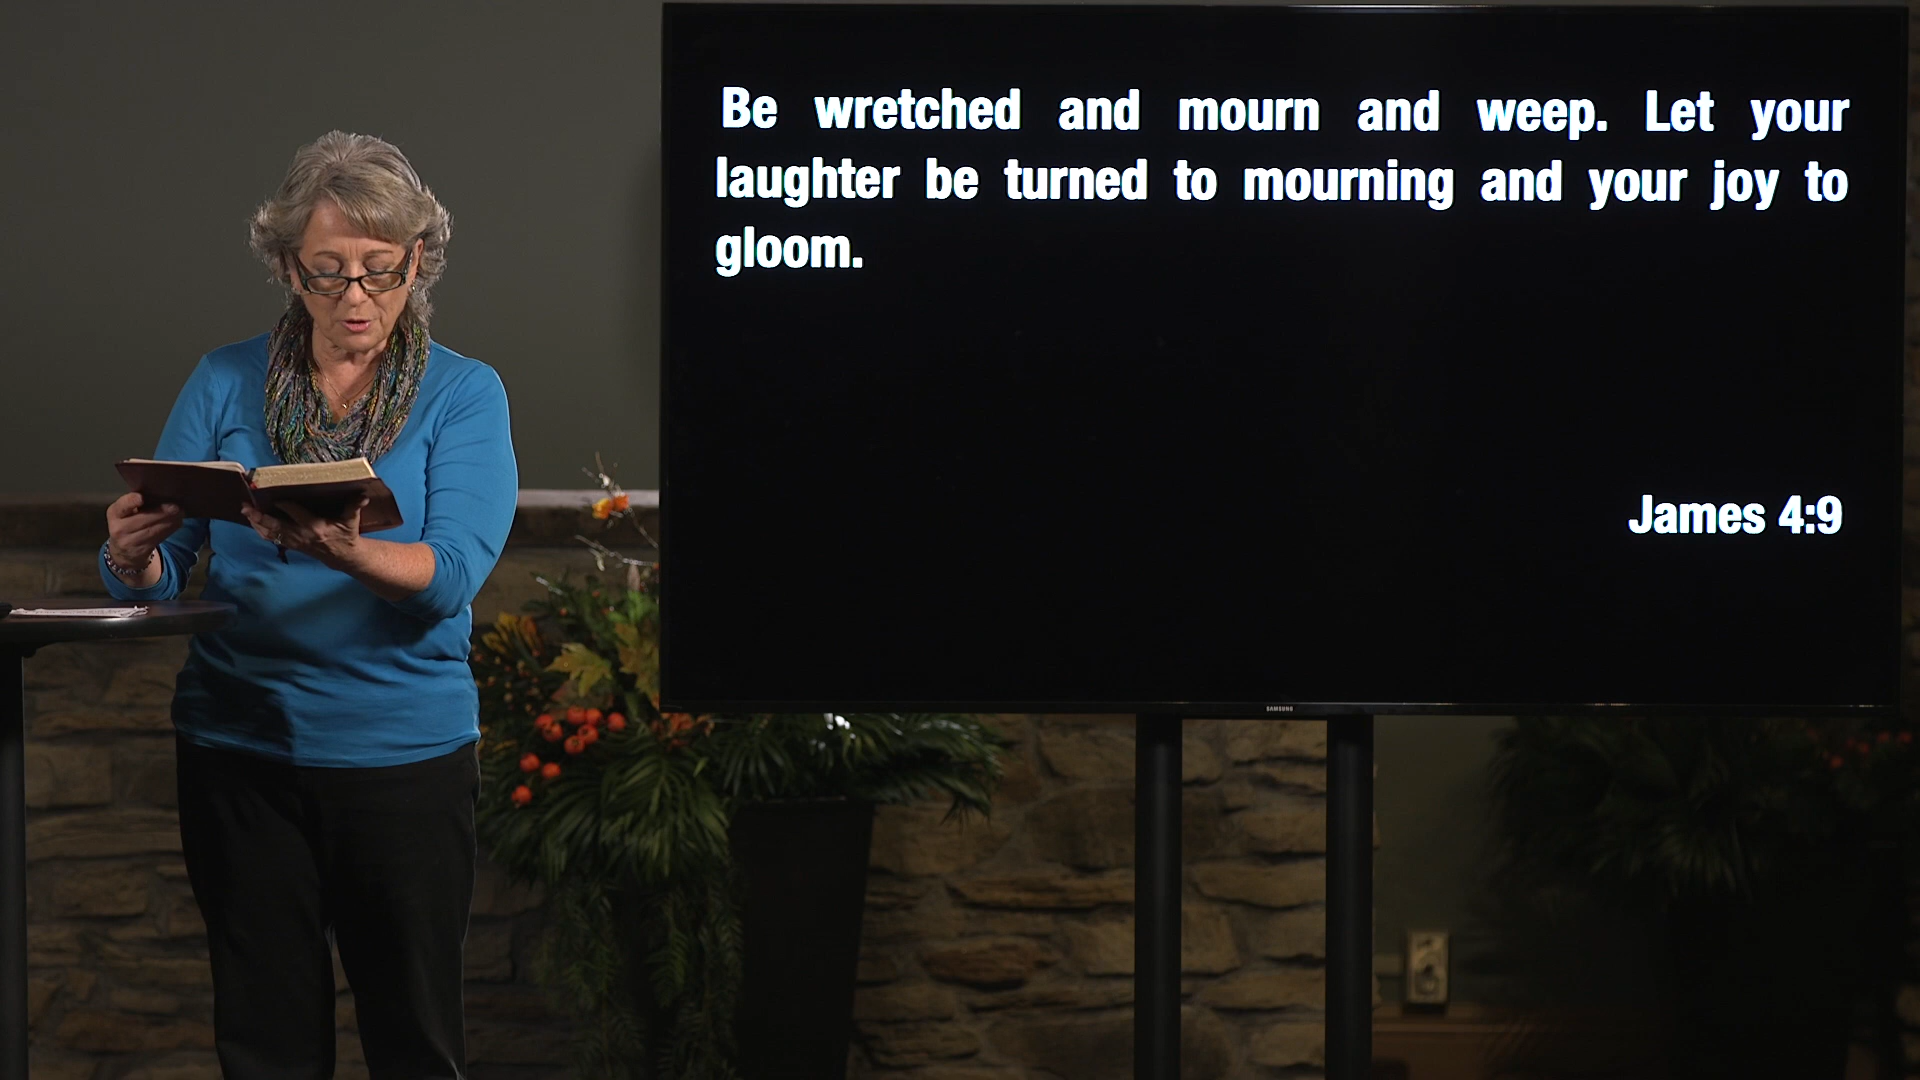 Be wretched and mourn and weep. Let your
laughter be turned to mourning and your joy to
gloom.
James 4:9
SAMSUNG